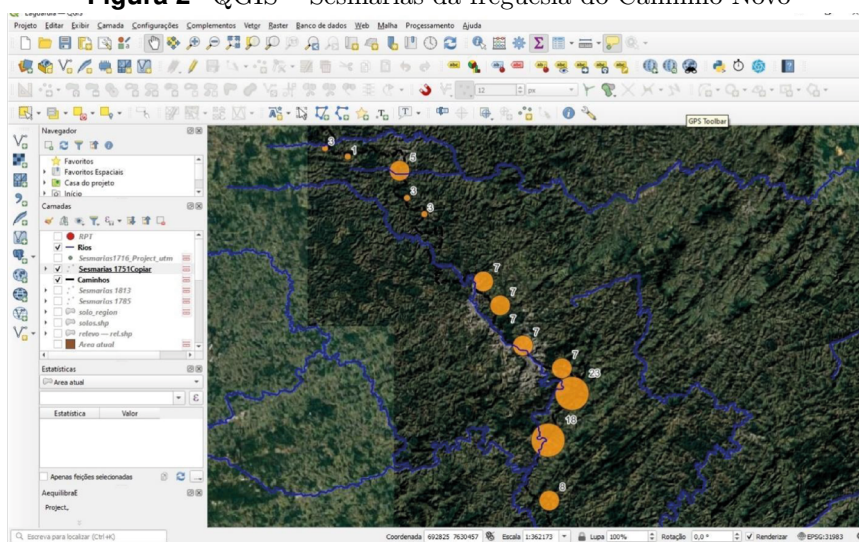 Figura 2 - QGIS – Sesmarias da freguesia do Caminho Novo
Projeto Editar Exibir Camada Configurações Complementos Vetor Raster Banco de dados Web Malha Processamento Ajuda
12 px
GPS Toolbar
Navegador
Favoritos
Favoritos Espaciais
Casa do projeto
Início
Camadas
RPT
Rios
Sesmarias1716_Project_utm
Sesmarias 1751Copiar
Caminhos
Sesmarias 1813
Sesmarias 1785
solo_region
solos.shp
relevo — rel.shp
Area atual
Estatísticas
Area atual
Estatística Valor
Apenas feições selecionadas
AequilibraE
Project,
3
1
5
3
3
7
7
7
7
7
23
18
8
Escreva para localizar (Ctrl+K)
Coordenada 692825 7630457 Escala 1:362173 Lupa 100% Rotação 0,0 ° Renderizar EPSG:31983